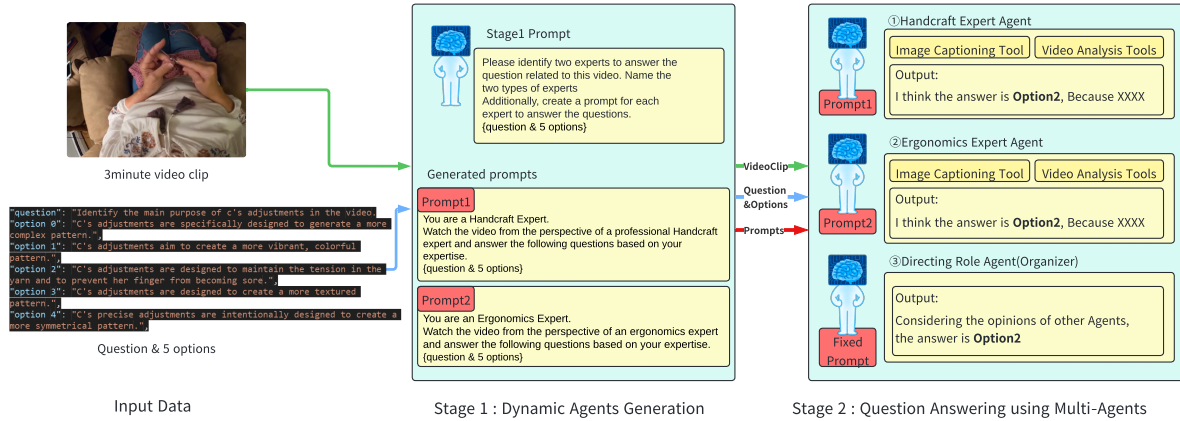 3minute video clip
"question": "Identify the main purpose of c's adjustments in the video.
"option 0": "C's adjustments are specifically designed to generate a more
complex pattern.",
"option 1": "C's adjustments aim to create a more vibrant, colorful
pattern.",
"option 2": "C's adjustments are designed to maintain the tension in the
yarn and to prevent her finger from becoming sore.",
"option 3": "C's adjustments are designed to create a more textured
pattern.",
"option 4": "C's precise adjustments are intentionally designed to create a
more symmetrical pattern.",
Question & 5 options
Input Data
Stage1 Prompt
Please identify two experts to answer the
question related to this video. Name the
two types of experts
Additionally, create a prompt for each
expert to answer the questions.
{question & 5 options}
Generated prompts
Prompt1
You are a Handcraft Expert.
Watch the video from the perspective of a professional Handcraft
expert and answer the following questions based on your
expertise.
{question & 5 options}
Prompt2
You are an Ergonomics Expert.
Watch the video from the perspective of an ergonomics expert
and answer the following questions based on your expertise.
{question & 5 options}
Stage 1 : Dynamic Agents Generation
VideoClip
Question
&Options
Prompts
①Handcraft Expert Agent
Image Captioning Tool
Video Analysis Tools
Output:
I think the answer is Option2, Because XXXX
Prompt1
②Ergonomics Expert Agent
Image Captioning Tool
Video Analysis Tools
Output:
I think the answer is Option2, Because XXXX
Prompt2
③Directing Role Agent(Organizer)
Output:
Considering the opinions of other Agents,
the answer is Option2
Fixed
Prompt
Stage 2 : Question Answering using Multi-Agents